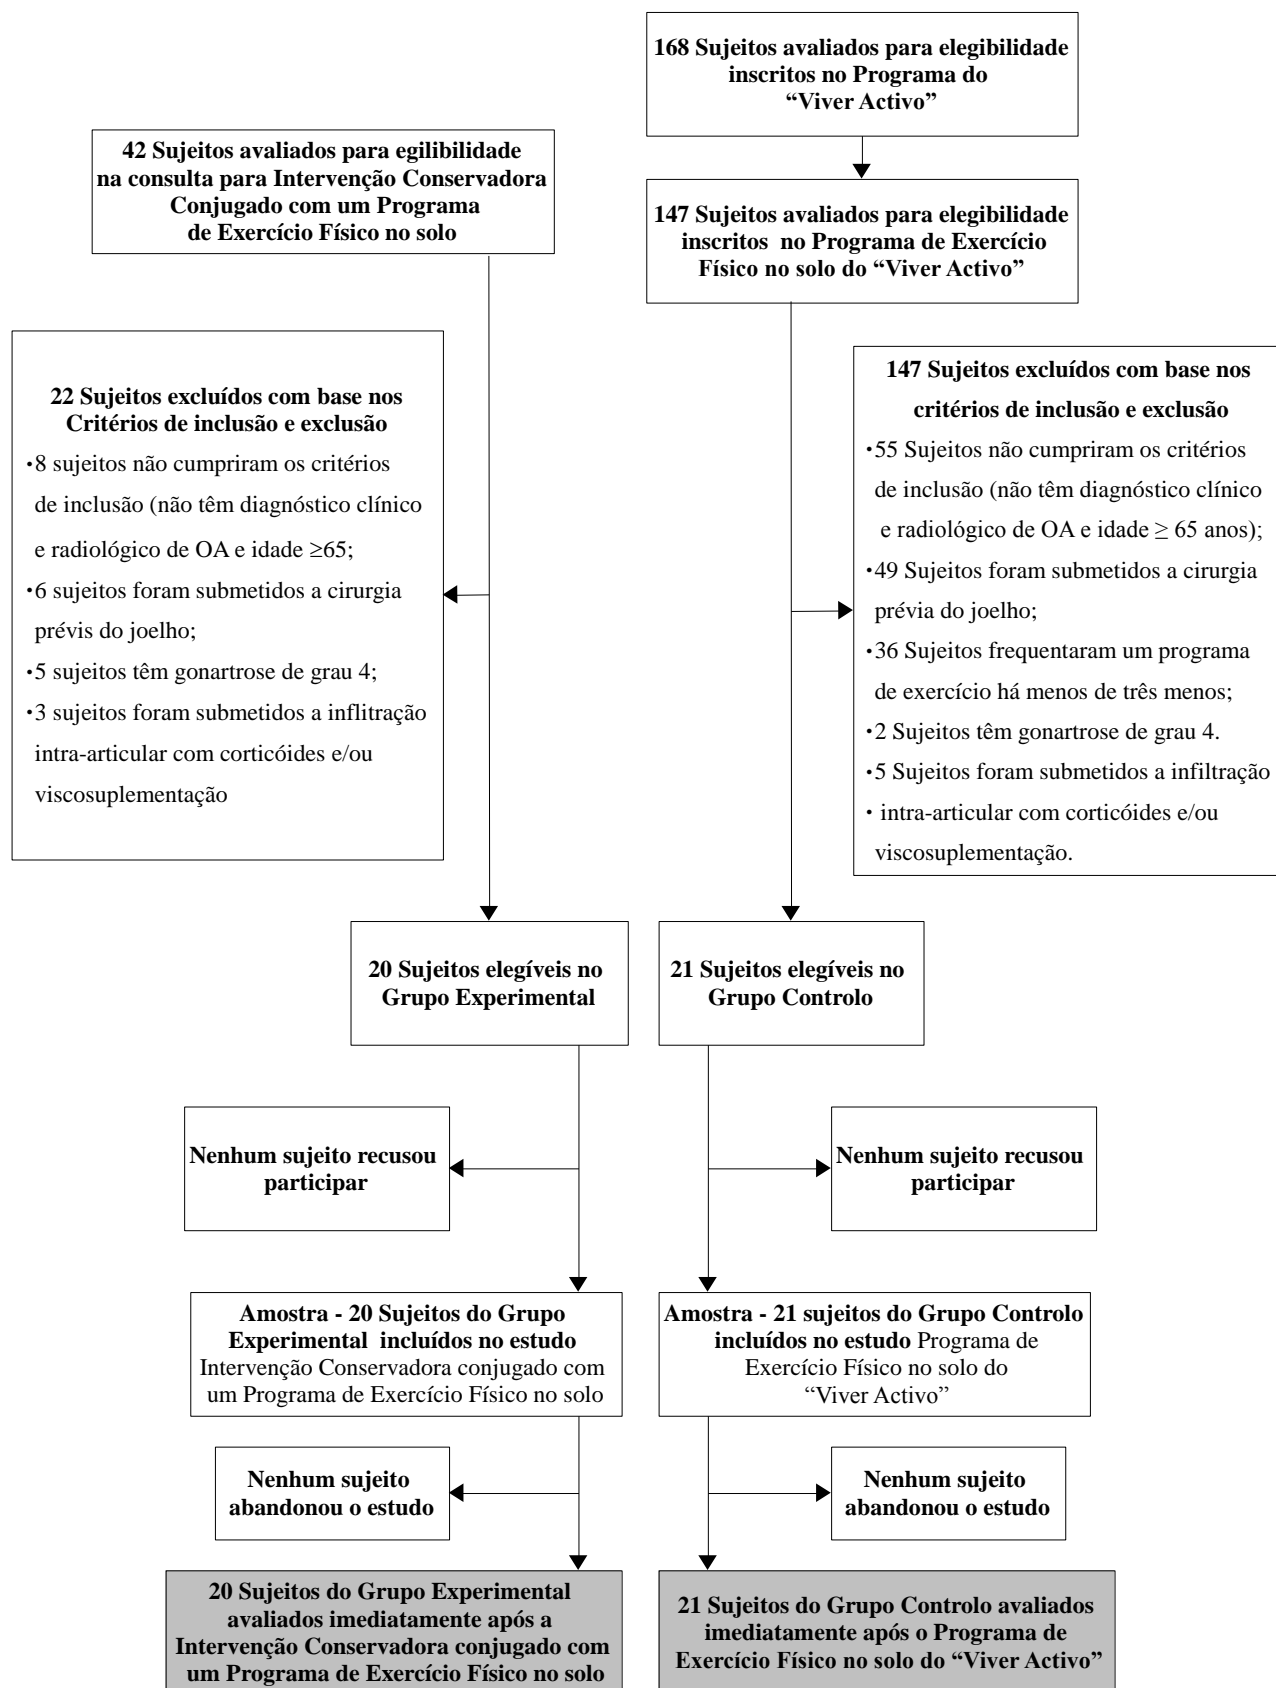 168 Sujeitos avaliados para elegibilidade
inscritos no Programa do
“Viver Activo”
42 Sujeitos avaliados para egilibilidade
na consulta para Intervenção Conservadora
Conjugado com um Programa
de Exercício Físico no solo
147 Sujeitos avaliados para elegibilidade
inscritos no Programa de Exercício
Físico no solo do “Viver Activo”
22 Sujeitos excluídos com base nos
Critérios de inclusão e exclusão
•8 sujeitos não cumpriram os critérios
de inclusão (não têm diagnóstico clínico
e radiológico de OA e idade ≥65;
•6 sujeitos foram submetidos a cirurgia
prévis do joelho;
•5 sujeitos têm gonartrose de grau 4;
•3 sujeitos foram submetidos a inflitração
intra-articular com corticóides e/ou
viscosuplementação
147 Sujeitos excluídos com base nos
critérios de inclusão e exclusão
•55 Sujeitos não cumpriram os critérios
de inclusão (não têm diagnóstico clínico
e radiológico de OA e idade ≥ 65 anos);
•49 Sujeitos foram submetidos a cirurgia
prévia do joelho;
•36 Sujeitos frequentaram um programa
de exercício há menos de três menos;
•2 Sujeitos têm gonartrose de grau 4.
•5 Sujeitos foram submetidos a infiltração
• intra-articular com corticóides e/ou
viscosuplementação.
20 Sujeitos elegíveis no
Grupo Experimental
21 Sujeitos elegíveis no
Grupo Controlo
Nenhum sujeito recusou
participar
Nenhum sujeito recusou
participar
Amostra - 20 Sujeitos do Grupo
Experimental incluídos no estudo
Intervenção Conservadora conjugado com
um Programa de Exercício Físico no solo
Amostra - 21 sujeitos do Grupo Controlo
incluídos no estudo Programa de
Exercício Físico no solo do
“Viver Activo”
Nenhum sujeito
abandonou o estudo
Nenhum sujeito
abandonou o estudo
20 Sujeitos do Grupo Experimental
avaliados imediatamente após a
Intervenção Conservadora conjugado com
um Programa de Exercício Físico no solo
21 Sujeitos do Grupo Controlo avaliados
imediatamente após o Programa de
Exercício Físico no solo do “Viver Activo”